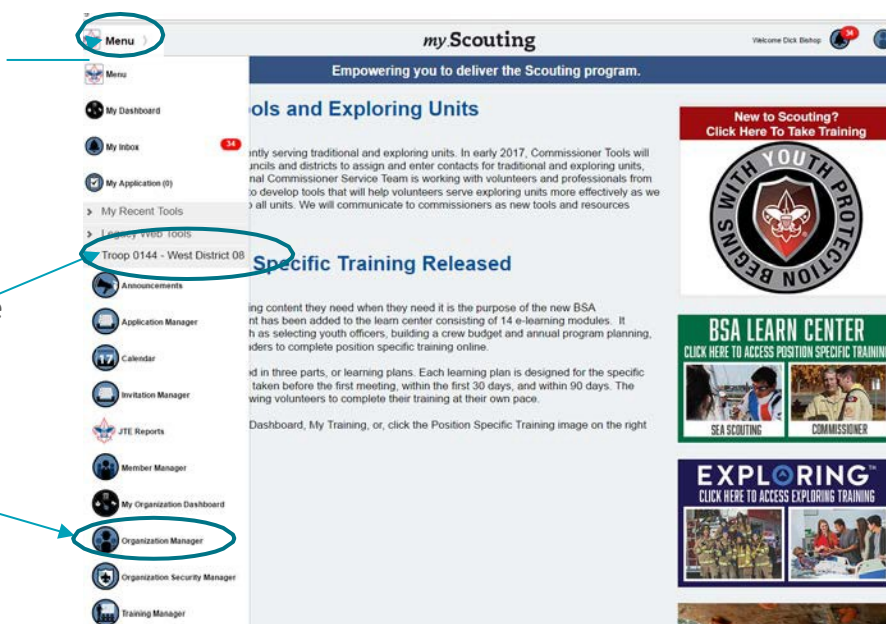 Menu
my.Scouting
Welcome Dick Bishop
34
Empowering you to deliver the Scouting program.
Menu
My Dashboard
My Inbox
34
My Application (0)
My Recent Tools
Legacy Web Tools
Troop 0144 - West District 08
Announcements
Application Manager
17
Calendar
Invitation Manager
JTE Reports
Member Manager
My Organization Dashboard
Organization Manager
Organization Security Manager
Training Manager
e
ols and Exploring Units
ntly serving traditional and exploring units. In early 2017, Commissioner Tools will
uncils and districts to assign and enter contacts for traditional and exploring units,
nal Commissioner Service Team is working with volunteers and professionals from
o develop tools that will help volunteers serve exploring units more effectively as we
all units. We will communicate to commissioners as new tools and resources
Specific Training Released
ing content they need when they need it is the purpose of the new BSA
nt has been added to the learn center consisting of 14 e-learning modules. It
h as selecting youth officers, building a crew budget and annual program planning,
aders to complete position specific training online.
ed in three parts, or learning plans. Each learning plan is designed for the specific
taken before the first meeting, within the first 30 days, and within 90 days. The
wing volunteers to complete their training at their own pace.
Dashboard, My Training, or, click the Position Specific Training image on the right
New to Scouting?
Click Here To Take Training
BEGINS WITH YOUTH PROTECTION
BSA LEARN CENTER
CLICK HERE TO ACCESS POSITION SPECIFIC TRAINING
SEA SCOUTING
COMMISSIONER
EXPLORING™
CLICK HERE TO ACCESS EXPLORING TRAINING